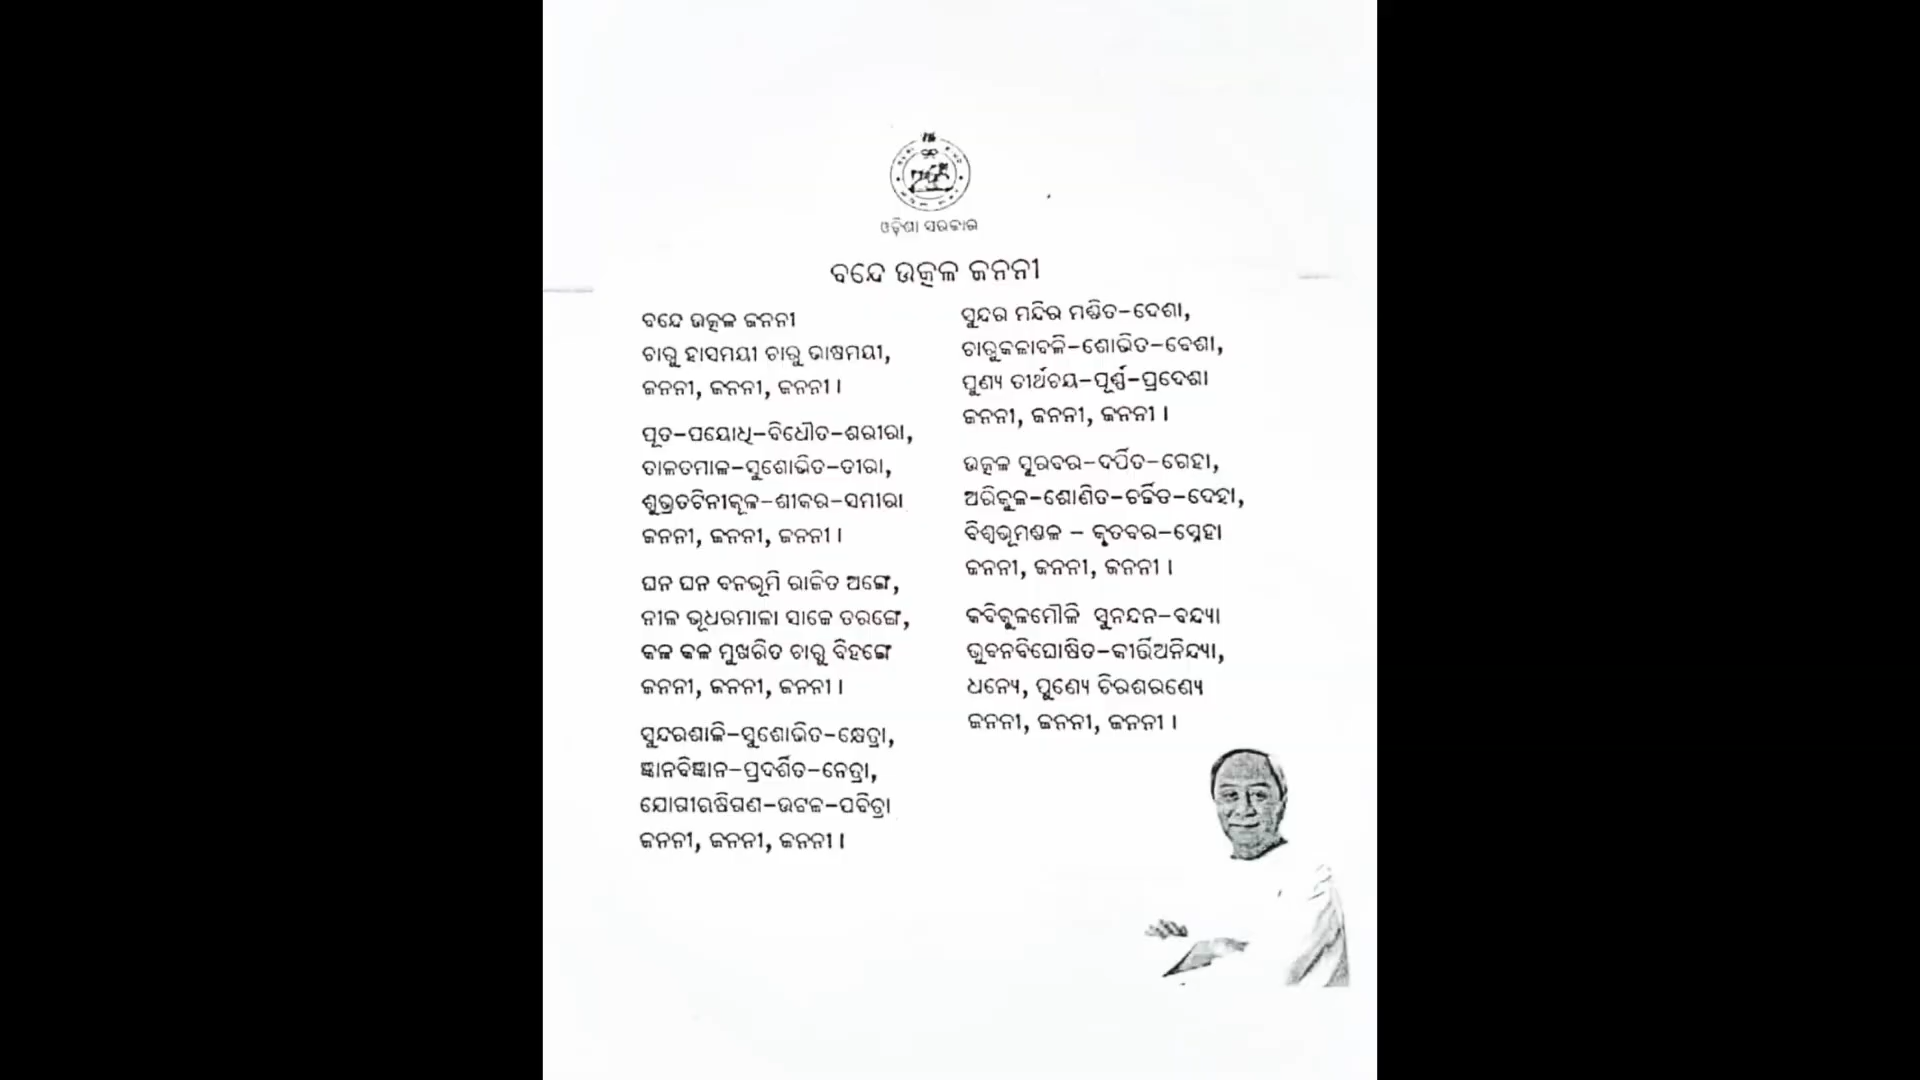 ଓଡ଼ିଶା ସରକାର
ବନ୍ଦେ ଉତ୍କଳ ଜନନୀ
ବନ୍ଦେ ଉତ୍କଳ ଜନନୀ
ଚାରୁ ହାସମୟୀ ଚାରୁ ଭାଷମୟୀ,
ଜନନୀ, ଜନନୀ, ଜନନୀ ।
ପୂତ-ପୟୋଧି-ବିଧୌତ-ଶରୀରା,
ତାଳତମାଳ-ସୁଶୋଭିତ-ତୀରା,
ଶୁଭ୍ରତଟିନୀକୂଳ-ଶୀକର-ସମୀରା
ଜନନୀ, ଜନନୀ, ଜନନୀ ।
ଘନ ଘନ ବନଭୂମି ରାଜିତ ଅଙ୍ଗେ,
ନୀଳ ଭୂଧରମାଳା ସାଜେ ତରଙ୍ଗେ,
କଳ କଳ ମୁଖରିତ ଚାରୁ ବିହଙ୍ଗେ
ଜନନୀ, ଜନନୀ, ଜନନୀ ।
ସୁନ୍ଦରଶାଳି-ସୁଶୋଭିତ-କ୍ଷେତ୍ରା,
ଜ୍ଞାନବିଜ୍ଞାନ-ପ୍ରଦର୍ଶିତ-ନେତ୍ରା,
ଯୋଗୀଋଷିଗଣ-ଉଟଜ-ପବିତ୍ରା
ଜନନୀ, ଜନନୀ, ଜନନୀ ।
ସୁନ୍ଦର ମନ୍ଦିର ମଣ୍ଡିତ-ଦେଶା,
ଚାରୁକଳାବଳି-ଶୋଭିତ-ବେଶା,
ପୁଣ୍ୟ ତୀର୍ଥଚୟ-ପୂର୍ଣ୍ଣ-ପ୍ରଦେଶା
ଜନନୀ, ଜନନୀ, ଜନନୀ ।
ଉତ୍କଳ ସୁରବର-ଦର୍ପିତ-ଗେହା,
ଅରିକୁଳ-ଶୋଣିତ-ଚର୍ଚ୍ଚିତ-ଦେହା,
ବିଶ୍ୱଭୂମଣ୍ଡଳ - କୃତବର-ସ୍ନେହା
ଜନନୀ, ଜନନୀ, ଜନନୀ ।
କବିକୁଳମୌଳି ସୁନନ୍ଦନ-ବନ୍ଦ୍ୟା
ଭୁବନବିଘୋଷିତ-କୀର୍ତ୍ତିଅନିନ୍ଦ୍ୟା,
ଧନ୍ୟେ, ପୁଣ୍ୟେ ଚିରଶରଣ୍ୟେ
ଜନନୀ, ଜନନୀ, ଜନନୀ ।